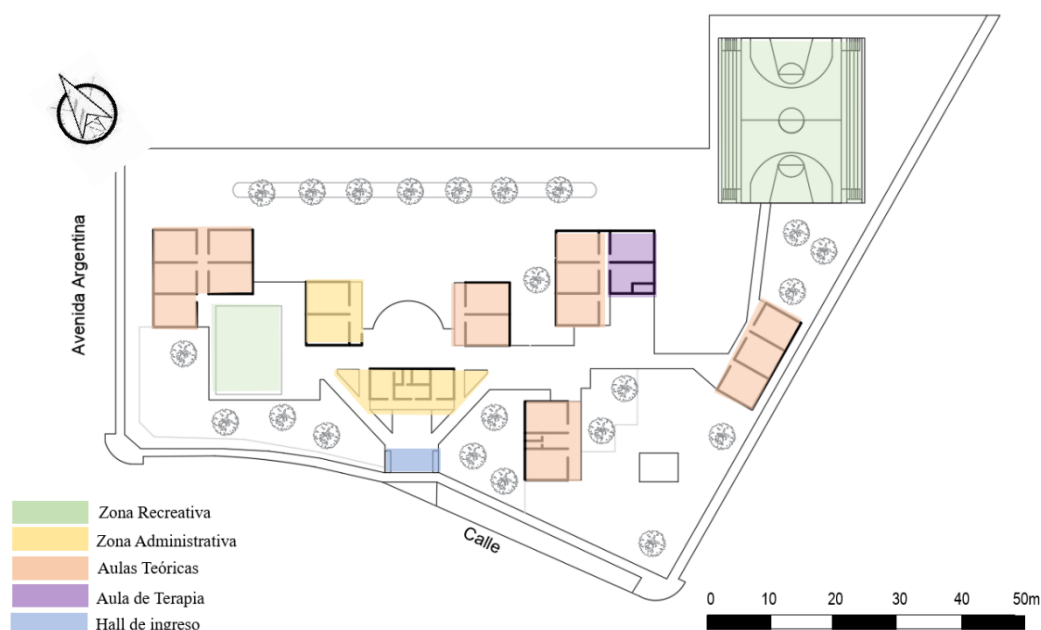 Avenida Argentina
Calle
Zona Recreativa
Zona Administrativa
Aulas Teóricas
Aula de Terapia
Hall de ingreso
0 10 20 30 40 50m